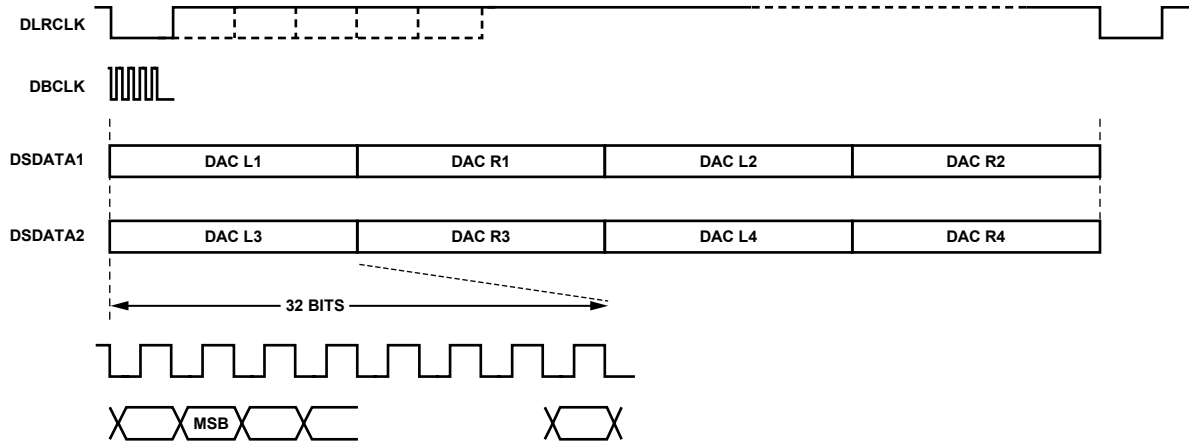 DLRCLK
DBCLK
DSDATA1 DAC L1 DAC R1 DAC L2 DAC R2
DSDATA2 DAC L3 DAC R3 DAC L4 DAC R4
32 BITS
MSB